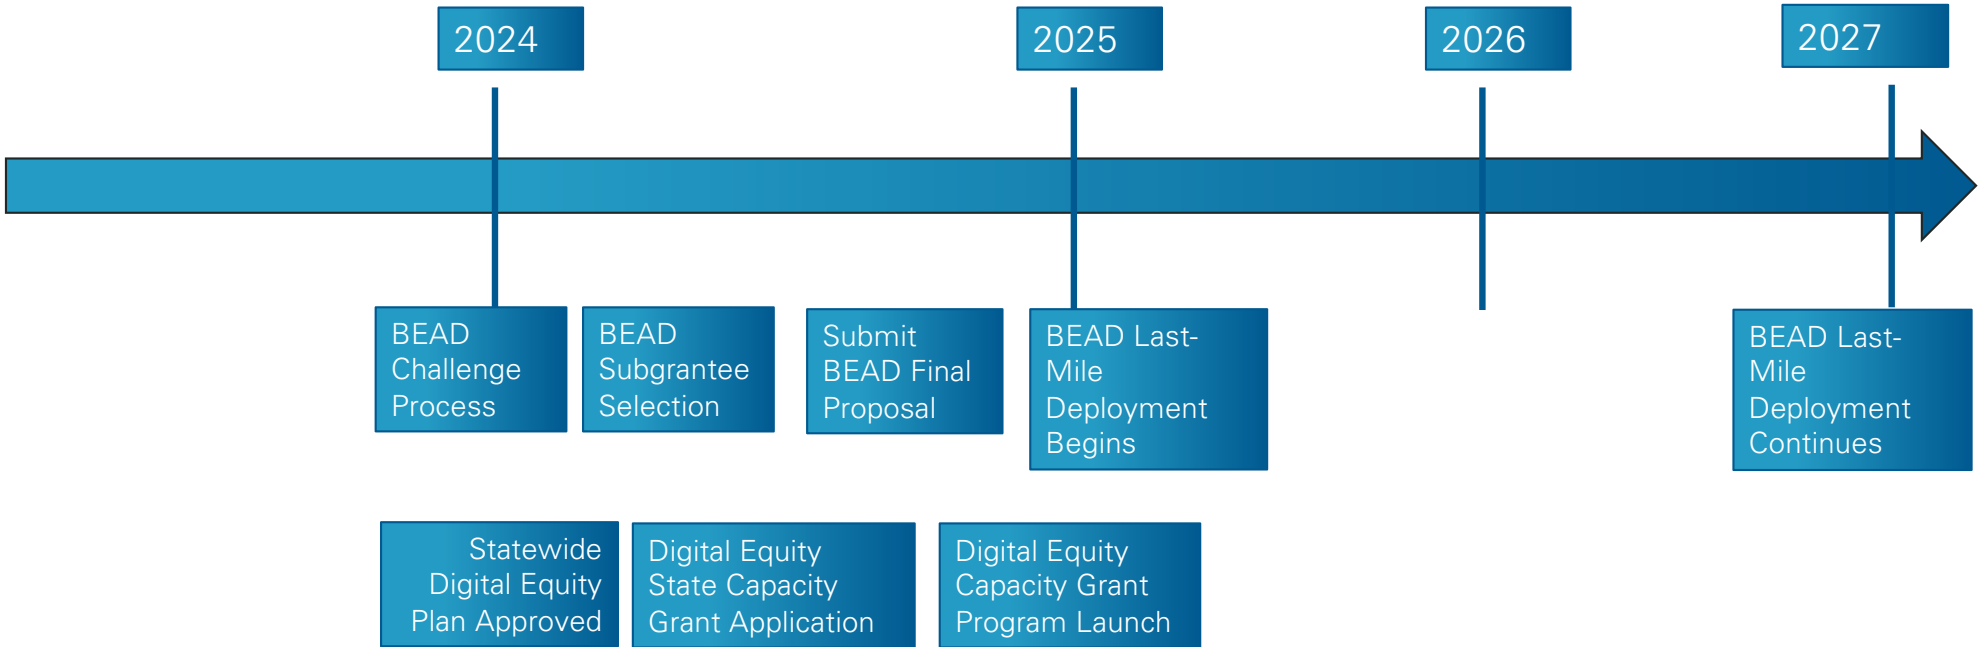 2024
2025
2026
2027
BEAD
Challenge
Process
BEAD
Subgrantee
Selection
Submit
BEAD Final
Proposal
BEAD Last-
Mile
Deployment
Begins
BEAD Last-
Mile
Deployment
Continues
Statewide
Digital Equity
Plan Approved
Digital Equity
State Capacity
Grant Application
Digital Equity
Capacity Grant
Program Launch